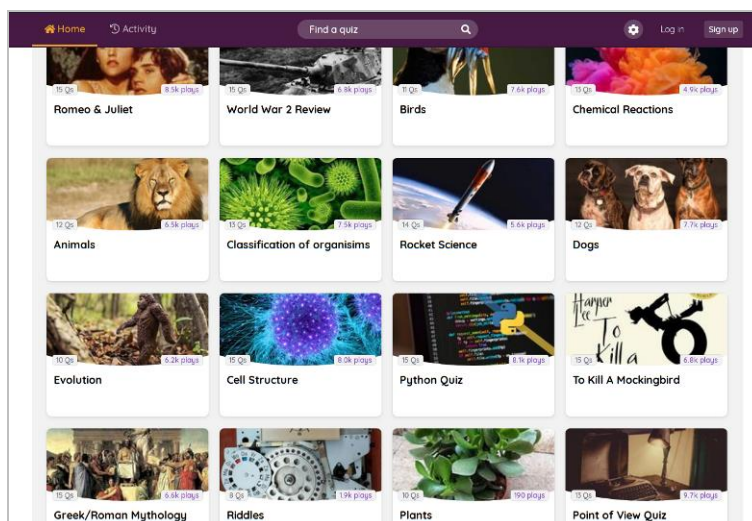 Home
Activity
Find a quiz
Log in
Sign up
15 Qs
8.5k plays
15 Qs
6.8k plays
11 Qs
7.6k plays
13 Qs
4.9k plays
Romeo & Juliet
World War 2 Review
Birds
Chemical Reactions
12 Qs
6.5k plays
13 Qs
7.5k plays
14 Qs
5.6k plays
12 Qs
7.7k plays
Animals
Classification of organisims
Rocket Science
Dogs
Harper
Lee
To
Kill a
10 Qs
6.2k plays
15 Qs
8.0k plays
15 Qs
8.1k plays
15 Qs
6.8k plays
Evolution
Cell Structure
Python Quiz
To Kill A Mockingbird
15 Qs
6.6k plays
8 Qs
1.9k plays
10 Qs
190 plays
13 Qs
9.7k plays
Greek/Roman Mythology
Riddles
Plants
Point of View Quiz